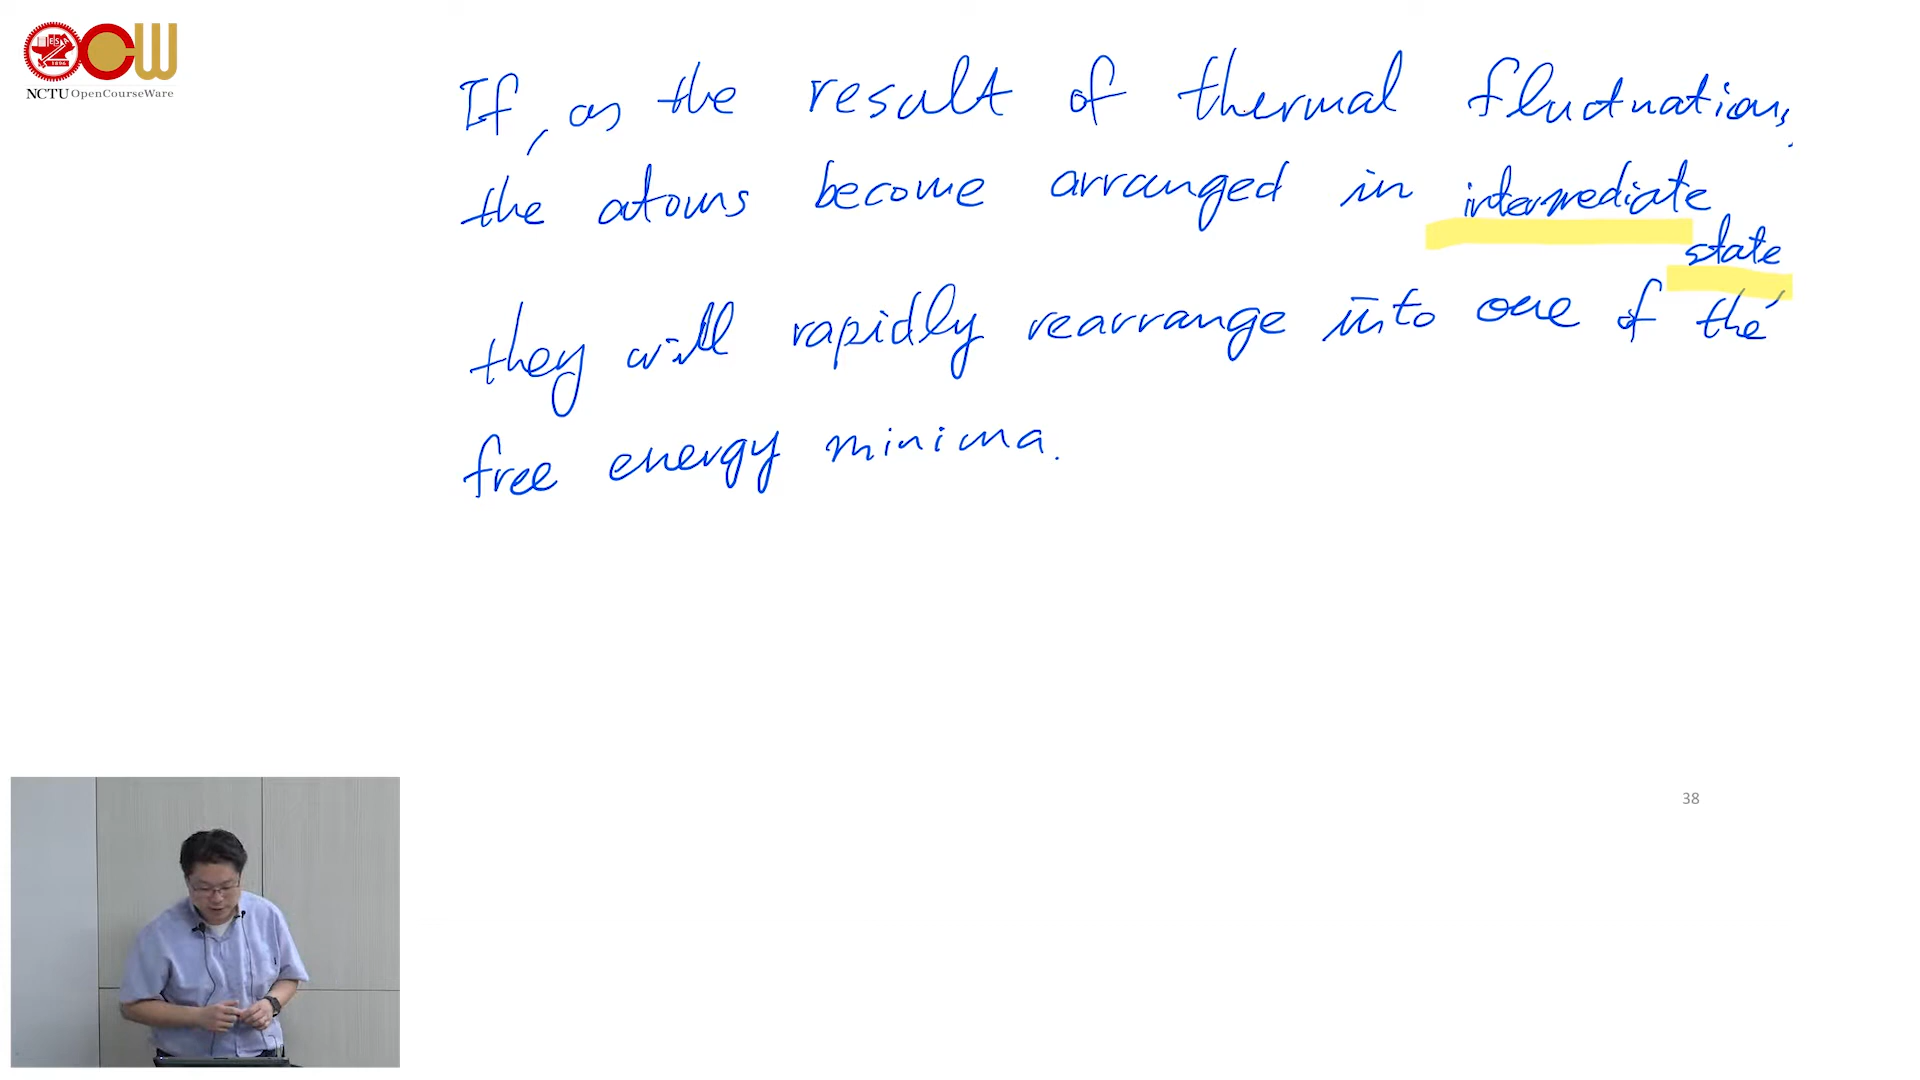 NCTU OpenCourseWare
If, as the result of thermal fluctuations,
the atoms become arranged in intermediate
state
they will rapidly rearrange into one of the
free energy minima.
38